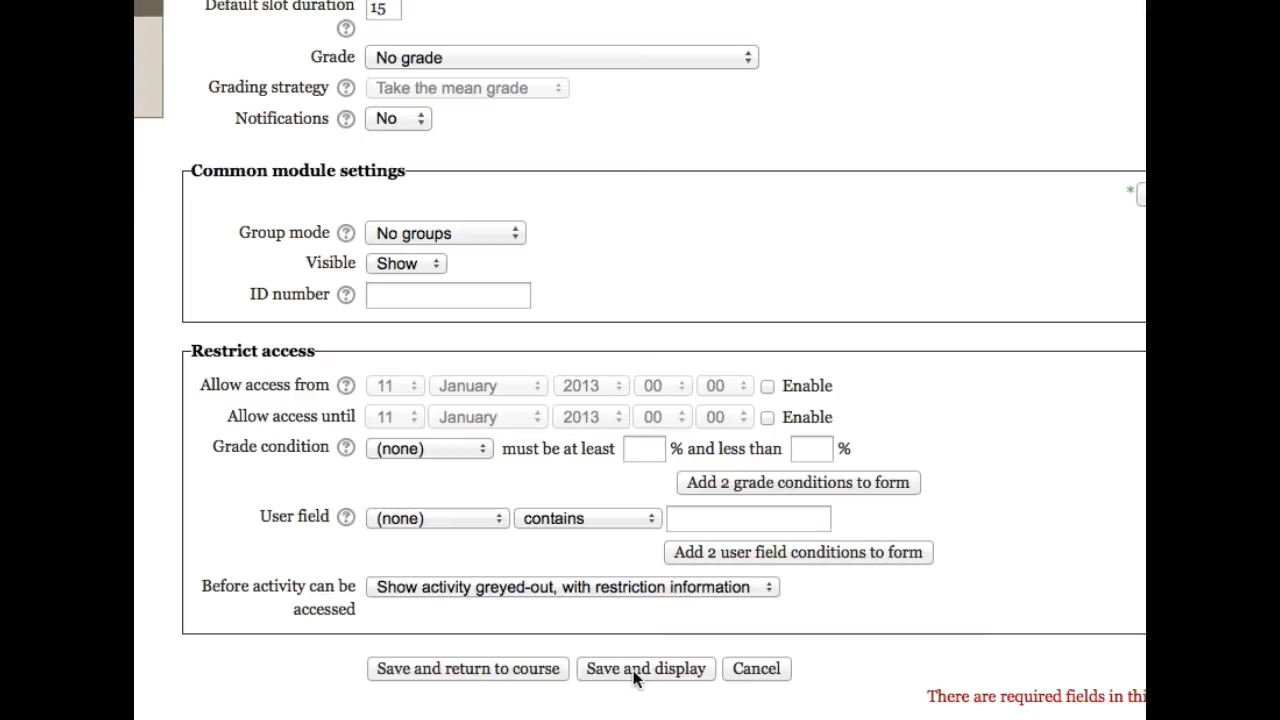 Default slot duration 15
Grade No grade
Grading strategy Take the mean grade
Notifications No
Common module settings
*
Group mode No groups
Visible Show
ID number
Restrict access
Allow access from 11 January 2013 00 00 Enable
Allow access until 11 January 2013 00 00 Enable
Grade condition (none) must be at least % and less than %
Add 2 grade conditions to form
User field (none) contains
Add 2 user field conditions to form
Before activity can be accessed Show activity greyed-out, with restriction information
Save and return to course Save and display Cancel
There are required fields in thi